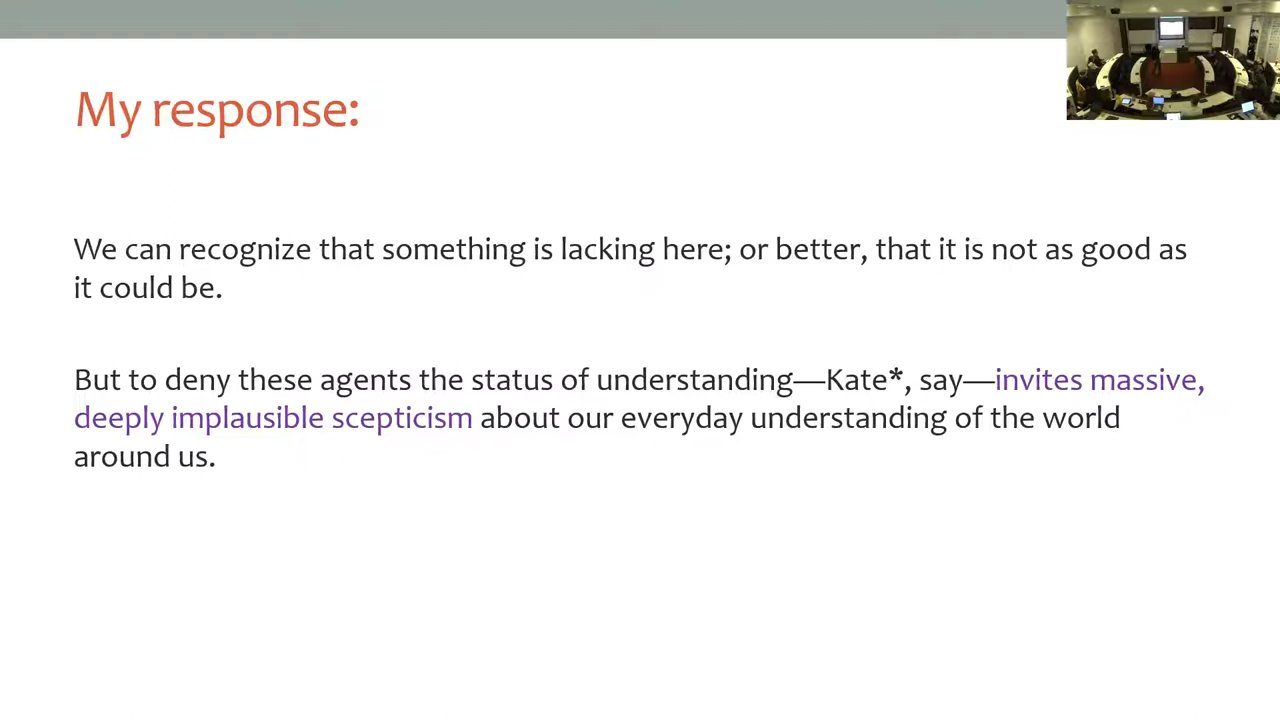 My response:
We can recognize that something is lacking here; or better, that it is not as good as
it could be.
But to deny these agents the status of understanding—Kate*, say—invites massive,
deeply implausible scepticism about our everyday understanding of the world
around us.